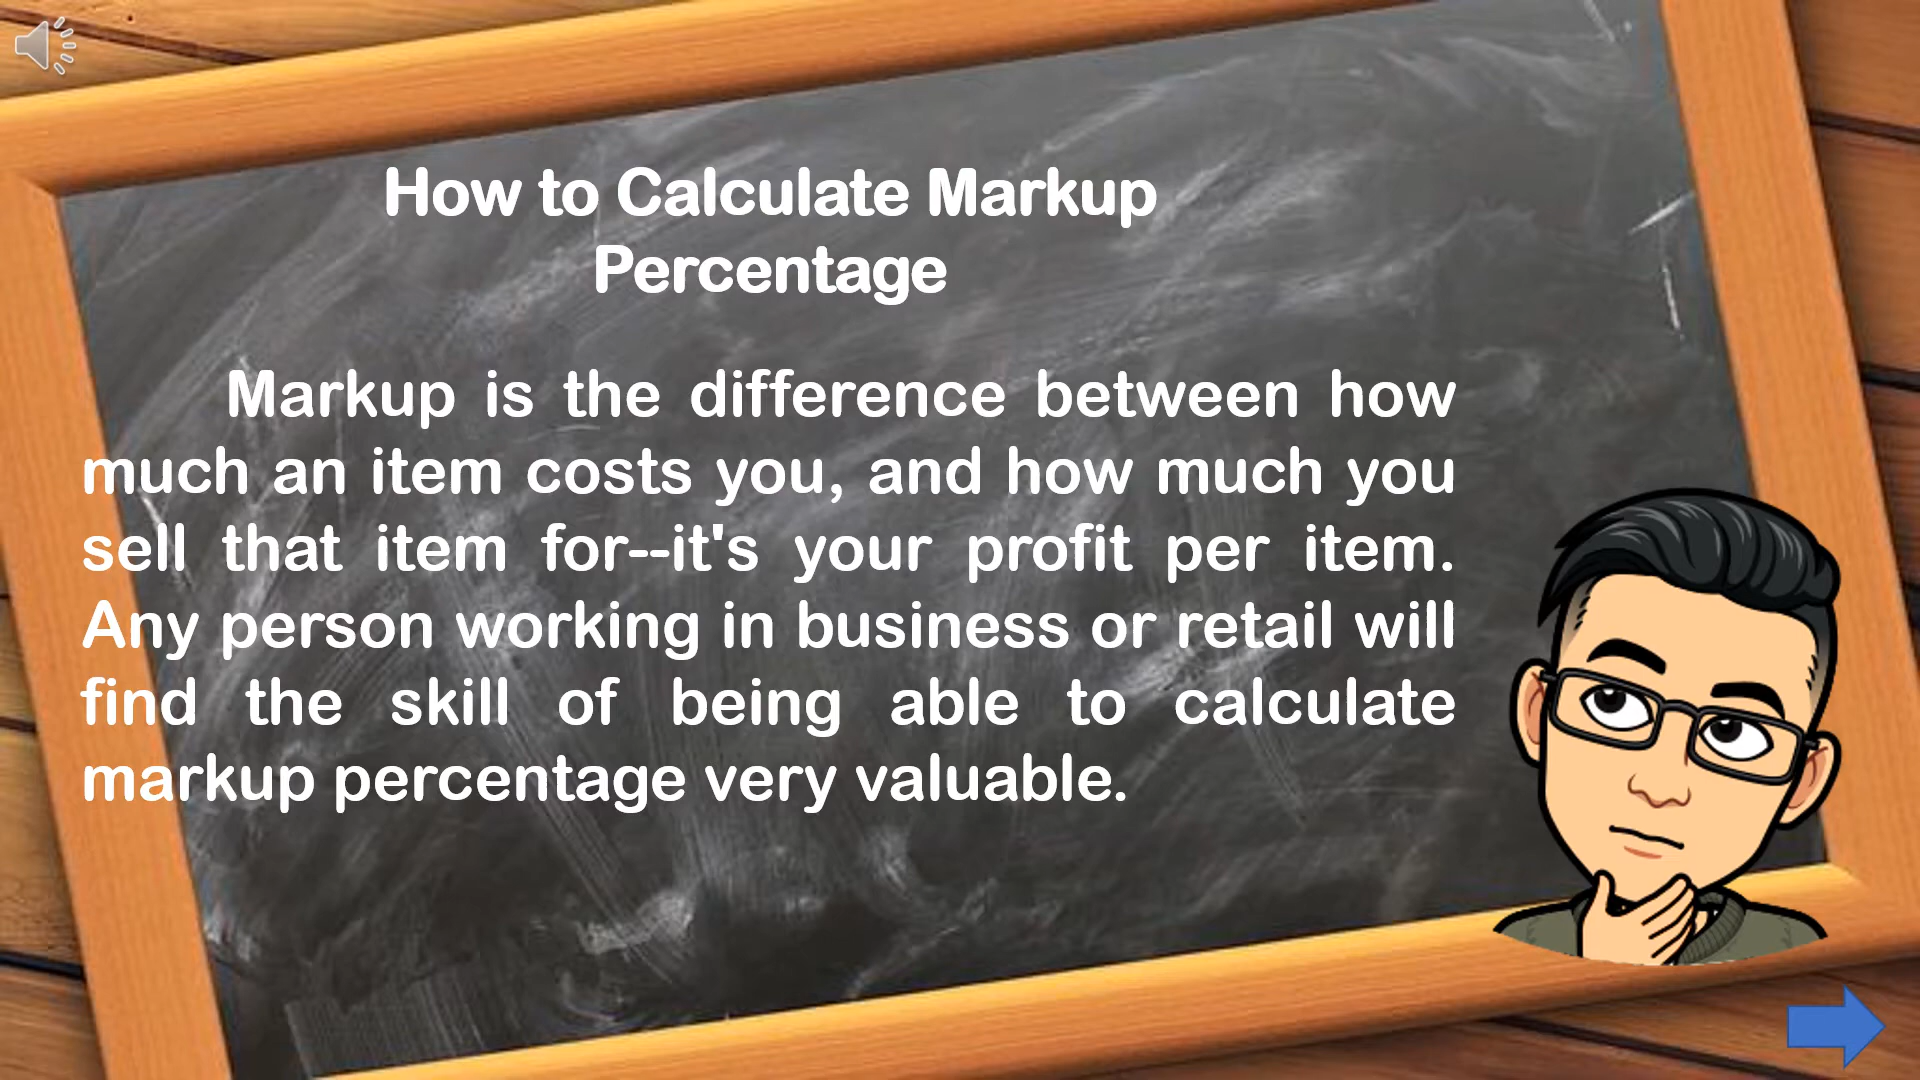 How to Calculate Markup
Percentage
Markup is the difference between how
much an item costs you, and how much you
sell that item for--it's your profit per item.
Any person working in business or retail will
find the skill of being able to calculate
markup percentage very valuable.